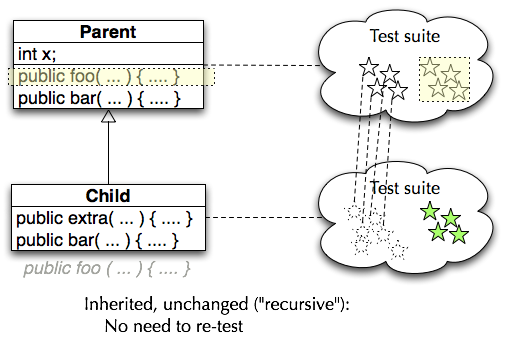 Parent
int x;
public foo( ... ) { .... }
public bar( ... ) { .... }
Test suite
Child
public extra( ... ) { .... }
public bar( ... ) { .... }
public foo ( ... ) { .... }
Test suite
Inherited, unchanged ("recursive"):
No need to re-test